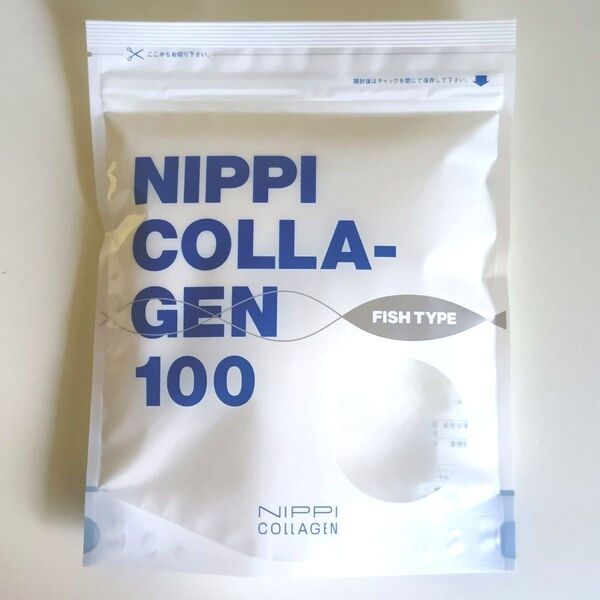 ここからお切り下さい。
開封後はチャックを閉じて保存して下さい。
NIPPI
COLLA-
GEN
FISH TYPE
100
NIPPI
COLLAGEN